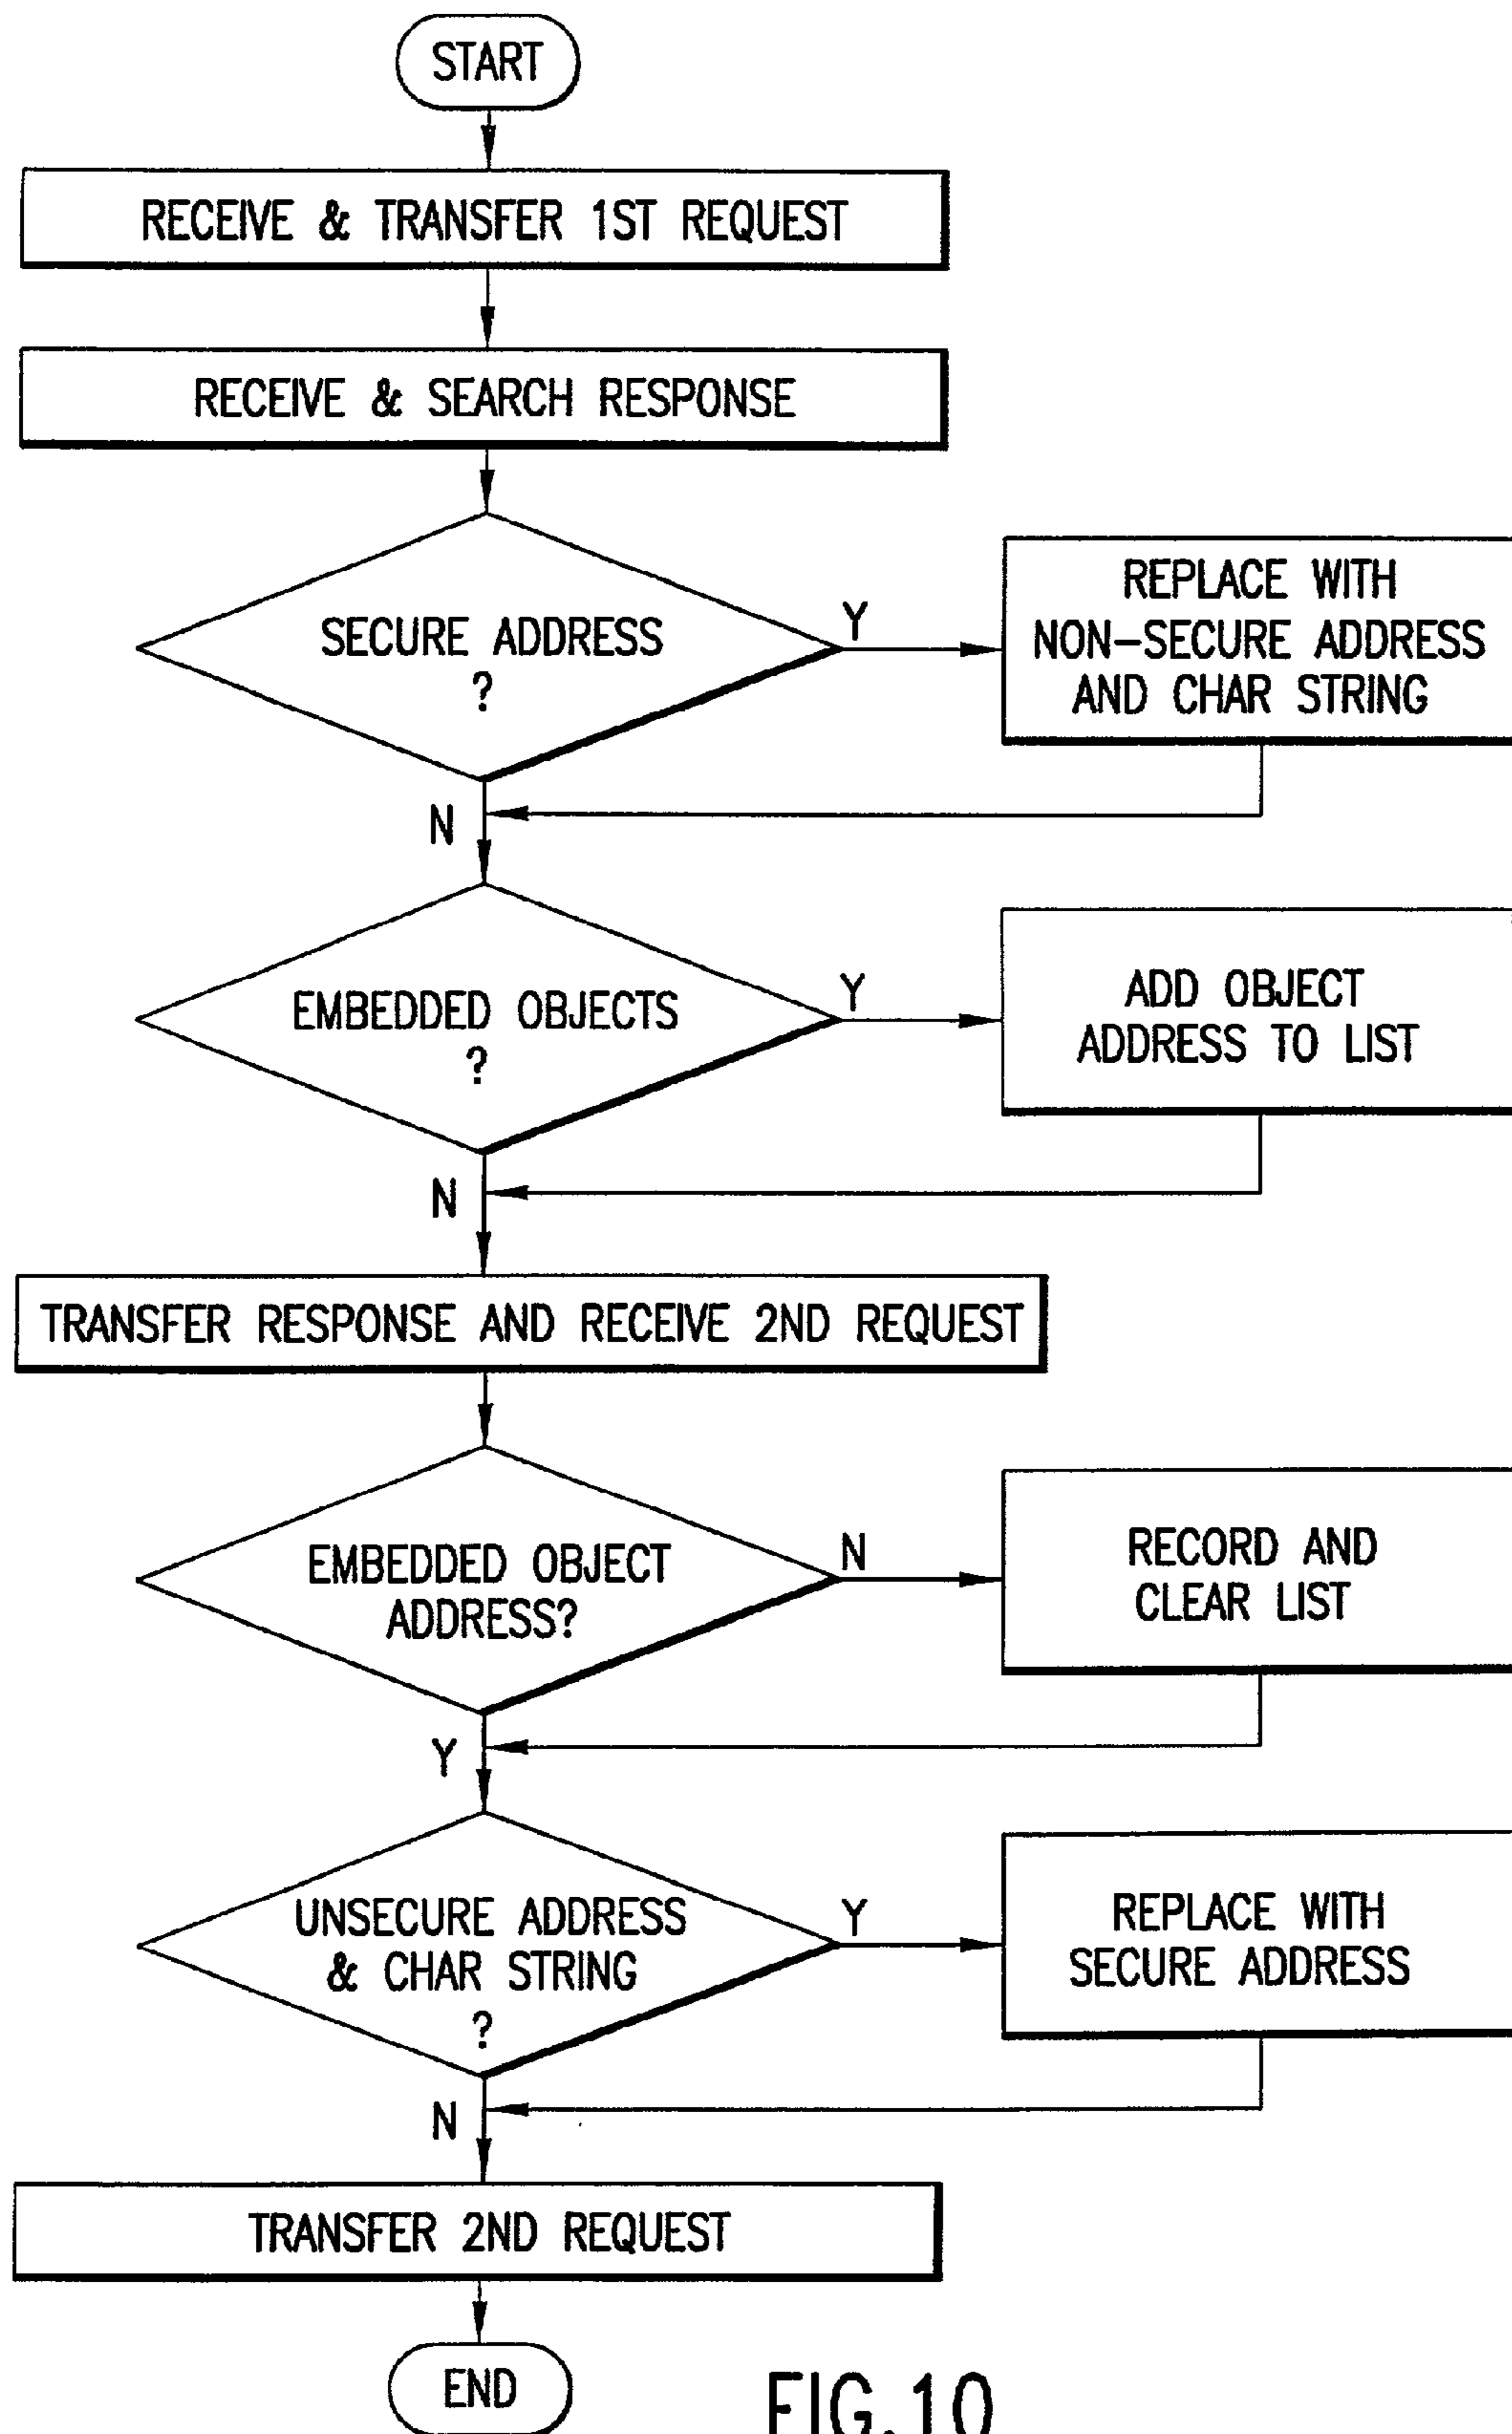 START
RECEIVE & TRANSFER 1ST REQUEST
RECEIVE & SEARCH RESPONSE
SECURE ADDRESS
?
Y
REPLACE WITH
NON-SECURE ADDRESS
AND CHAR STRING
N
EMBEDDED OBJECTS
?
Y
ADD OBJECT
ADDRESS TO LIST
N
TRANSFER RESPONSE AND RECEIVE 2ND REQUEST
EMBEDDED OBJECT
ADDRESS?
N
RECORD AND
CLEAR LIST
Y
UNSECURE ADDRESS
& CHAR STRING
?
Y
REPLACE WITH
SECURE ADDRESS
N
TRANSFER 2ND REQUEST
END
FIG.10